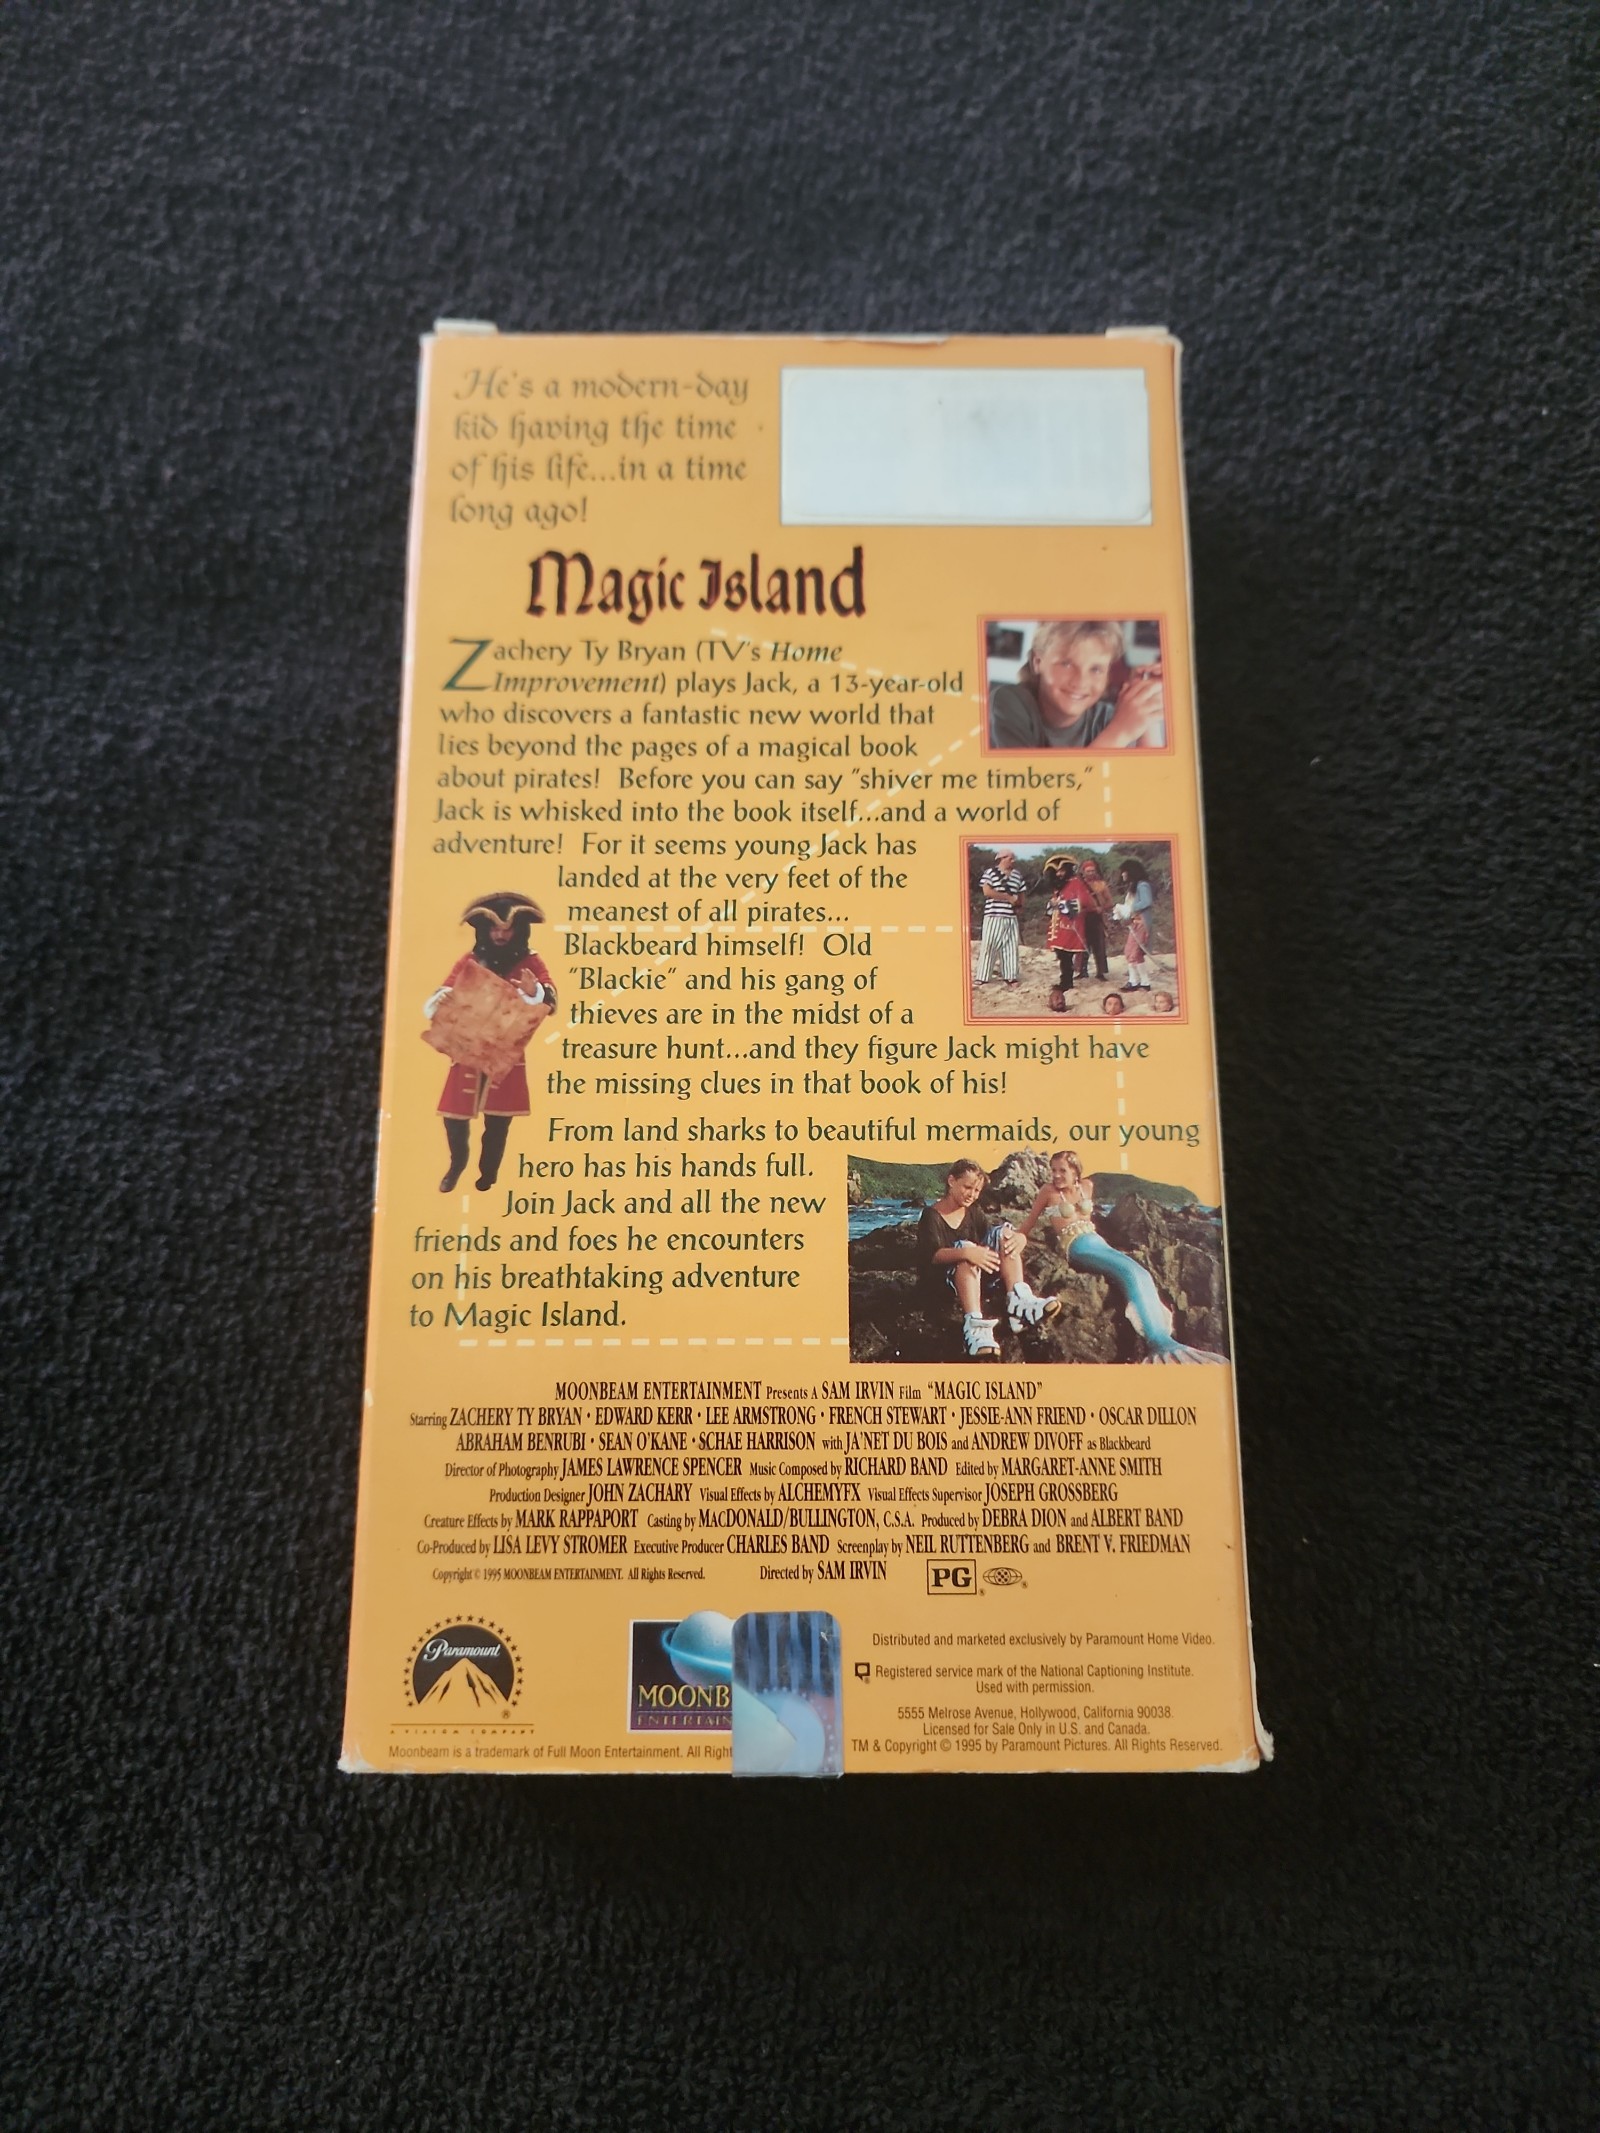 He's a modern-day
kid having the time
of his life...in a time
long ago!
Magic Island
Zachery Ty Bryan (TV's Home
Improvement) plays Jack, a 13-year-old
who discovers a fantastic new world that
lies beyond the pages of a magical book
about pirates! Before you can say "shiver me timbers,"
Jack is whisked into the book itself...and a world of
adventure! For it seems young Jack has
landed at the very feet of the
meanest of all pirates...
Blackbeard himself! Old
"Blackie" and his gang of
thieves are in the midst of a
treasure hunt...and they figure Jack might have
the missing clues in that book of his!
From land sharks to beautiful mermaids, our young
hero has his hands full.
Join Jack and all the new
friends and foes he encounters
on his breathtaking adventure
to Magic Island.
MOONBEAM ENTERTAINMENT Presents A SAM IRVIN Film "MAGIC ISLAND"
Starring ZACHERY TY BRYAN • EDWARD KERR • LEE ARMSTRONG • FRENCH STEWART • JESSIE-ANN FRIEND • OSCAR DILLON
ABRAHAM BENRUBI • SEAN O'KANE • SCHAE HARRISON with JA'NET DU BOIS and ANDREW DIVOFF as Blackbeard
Director of Photography JAMES LAWRENCE SPENCER Music Composed by RICHARD BAND Edited by MARGARET-ANNE SMITH
Production Designer JOHN ZACHARY Visual Effects by ALCHEMYFX Visual Effects Supervisor JOSEPH GROSSBERG
Creature Effects by MARK RAPPAPORT Casting by MACDONALD/BULLINGTON, C.S.A. Produced by DEBRA DION and ALBERT BAND
Co-Produced by LISA LEVY STROMER Executive Producer CHARLES BAND Screenplay by NEIL RUTTENBERG and BRENT V. FRIEDMAN
Copyright © 1995 MOONBEAM ENTERTAINMENT. All Rights Reserved. Directed by SAM IRVIN PG ®
Paramount ®
A VIACOM COMPANY
MOONB
ENTERTAIN
Moonbeam is a trademark of Full Moon Entertainment. All Right
Distributed and marketed exclusively by Paramount Home Video.
Registered service mark of the National Captioning Institute.
Used with permission.
5555 Melrose Avenue, Hollywood, California 90038.
Licensed for Sale Only in U.S. and Canada.
TM & Copyright © 1995 by Paramount Pictures. All Rights Reserved.